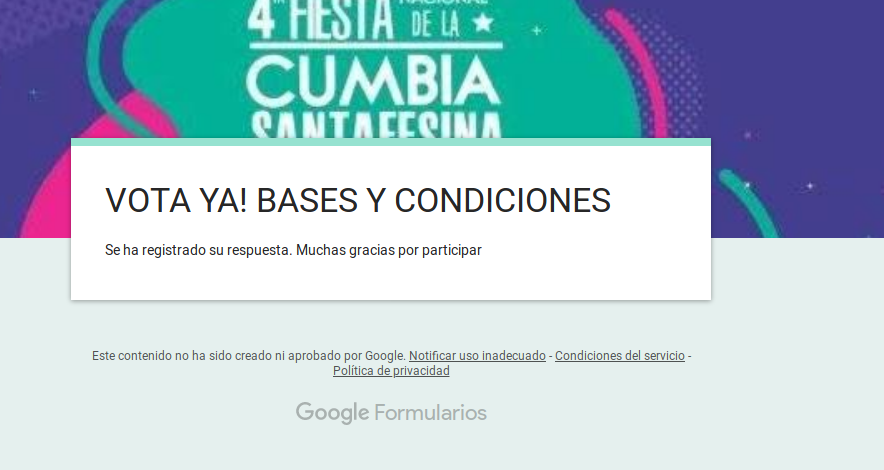 4ta FIESTA NACIONAL
DE LA
CUMBIA
SANTAFESINA
VOTA YA! BASES Y CONDICIONES
Se ha registrado su respuesta. Muchas gracias por participar
Este contenido no ha sido creado ni aprobado por Google. Notificar uso inadecuado - Condiciones del servicio -
Política de privacidad
Google Formularios